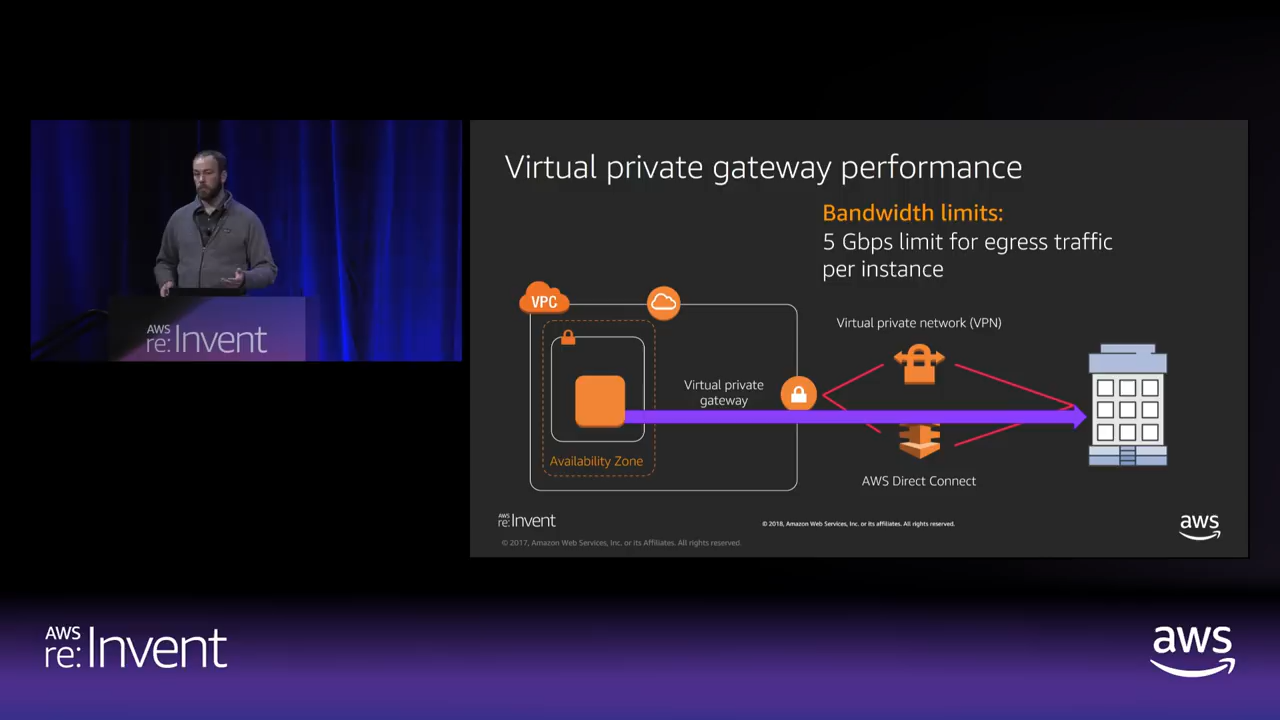 Virtual private gateway performance
Bandwidth limits:
5 Gbps limit for egress traffic
per instance
VPC
Virtual private network (VPN)
Virtual private
gateway
Availability Zone
AWS Direct Connect
AWS
re:Invent
© 2018, Amazon Web Services, Inc. or its affiliates. All rights reserved.
© 2017, Amazon Web Services, Inc. or its Affiliates. All rights reserved.
aws
AWS
re:Invent
AWS
re:Invent
aws